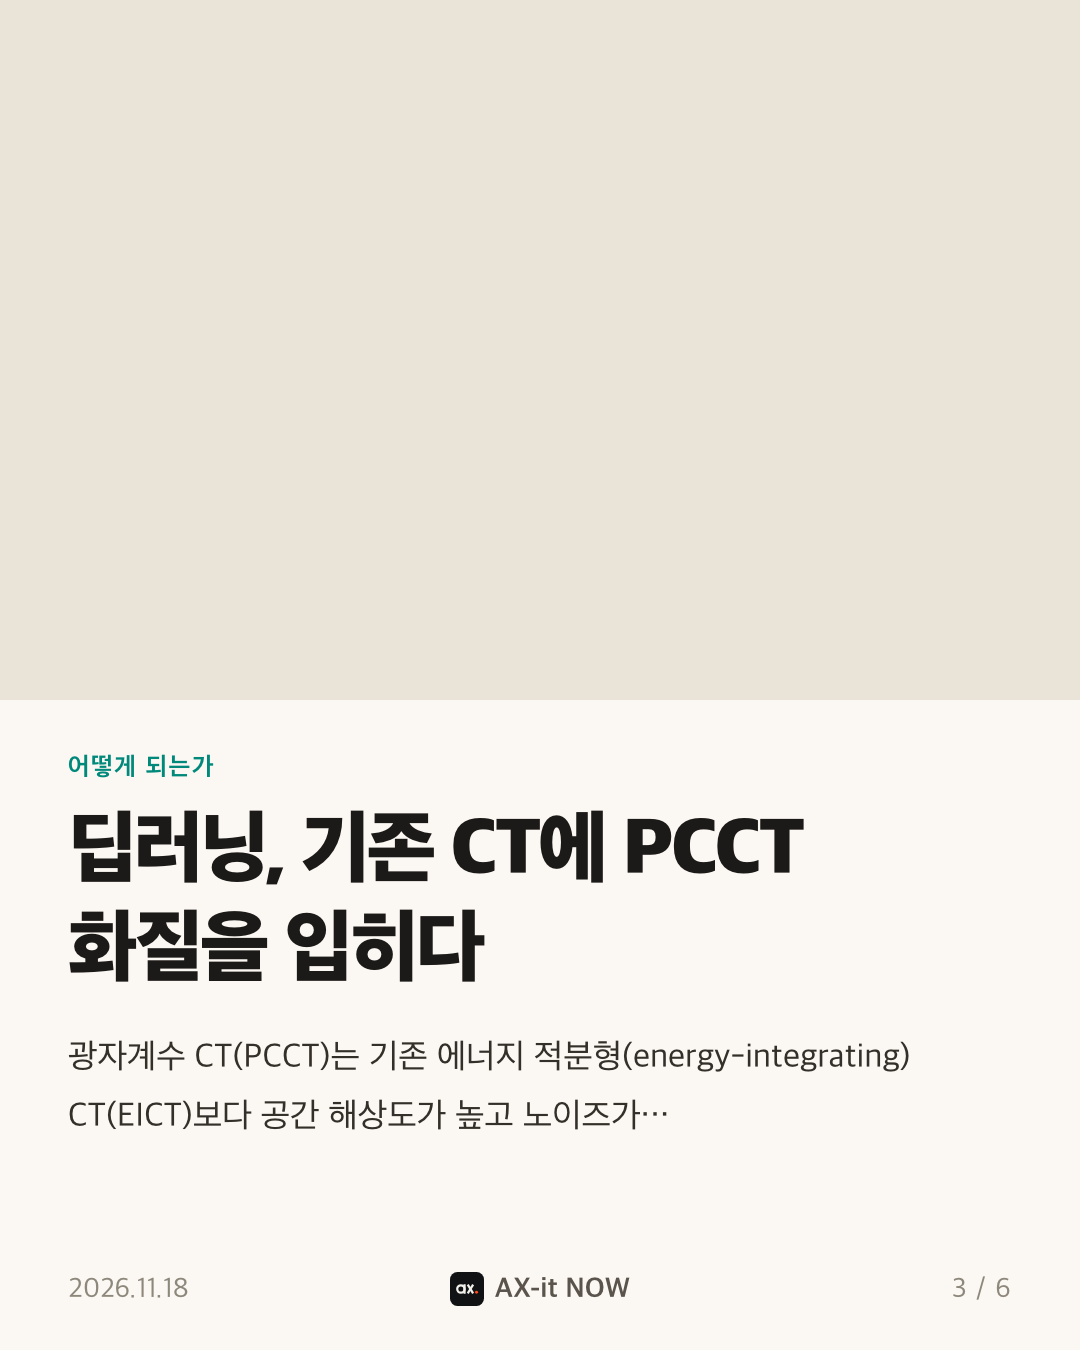 어떻게 되는가
딥러닝, 기존 CT에 PCCT
화질을 입히다
광자계수 CT(PCCT)는 기존 에너지 적분형(energy-integrating)
CT(EICT)보다 공간 해상도가 높고 노이즈가…
2026.11.18
ax. AX-it NOW
3 / 6